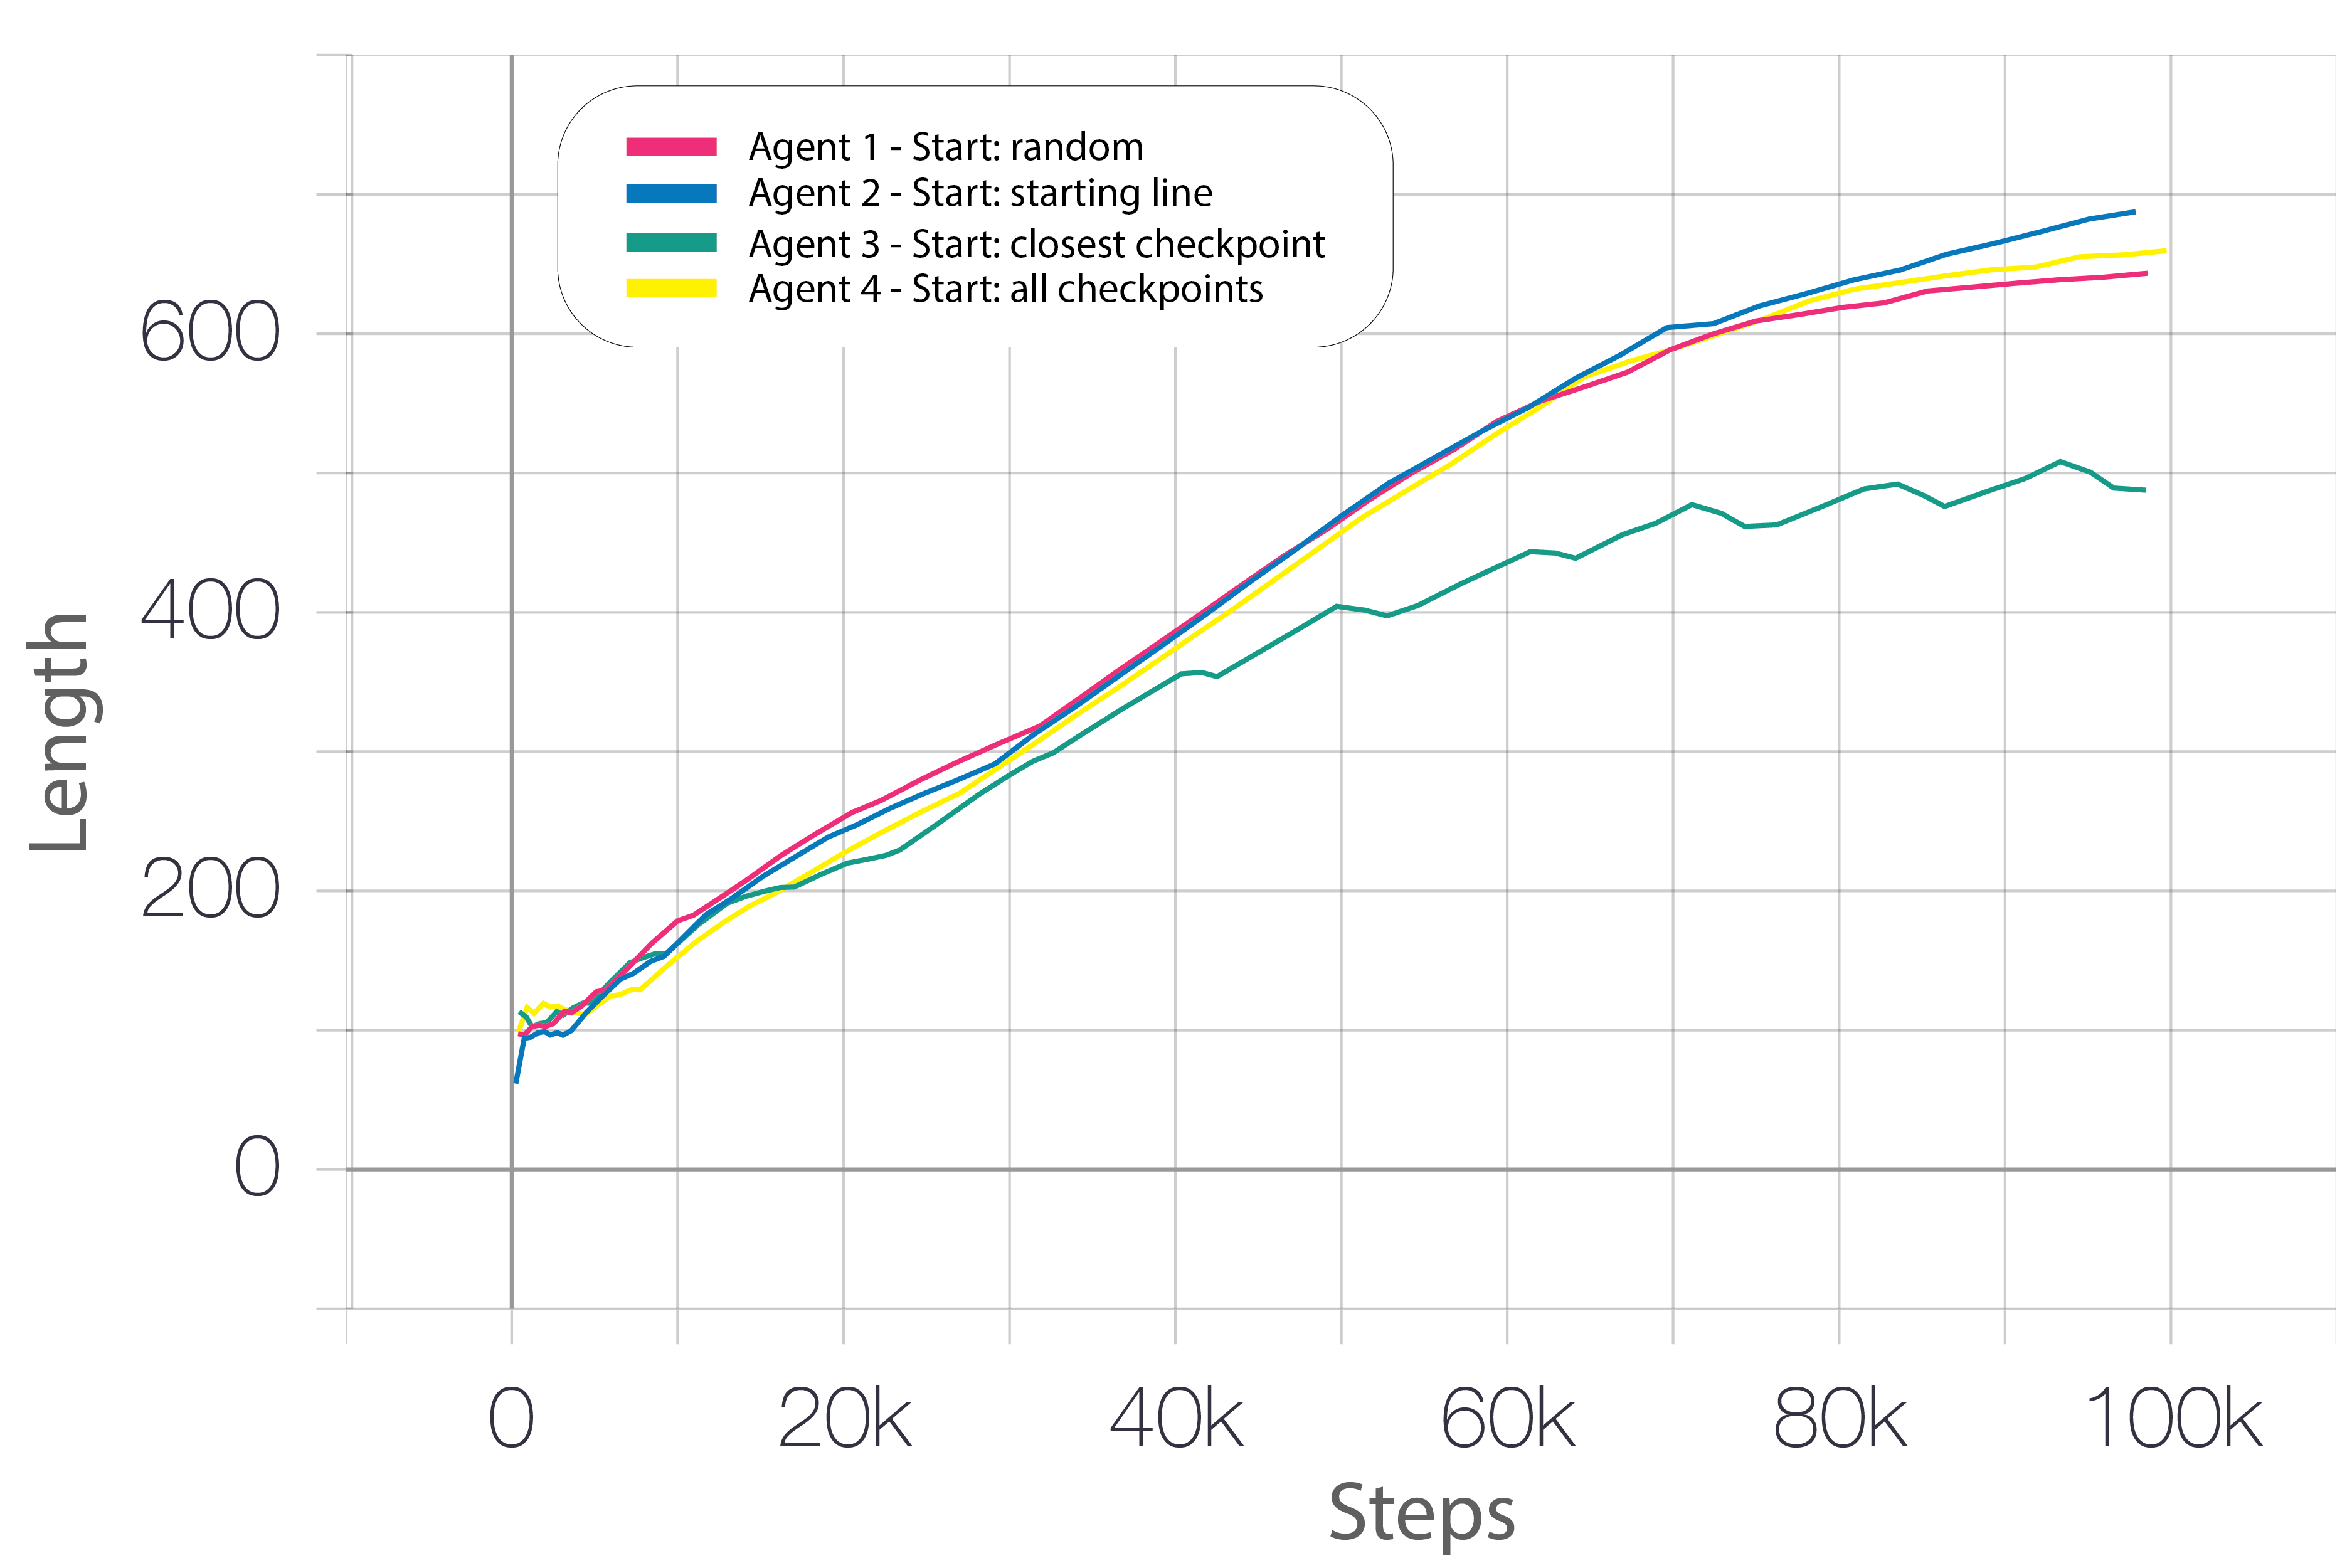 Agent 1 - Start: random
Agent 2 - Start: starting line
Agent 3 - Start: closest checkpoint
Agent 4 - Start: all checkpoints
600
400
200
0
Length
0 20k 40k 60k 80k 100k
Steps